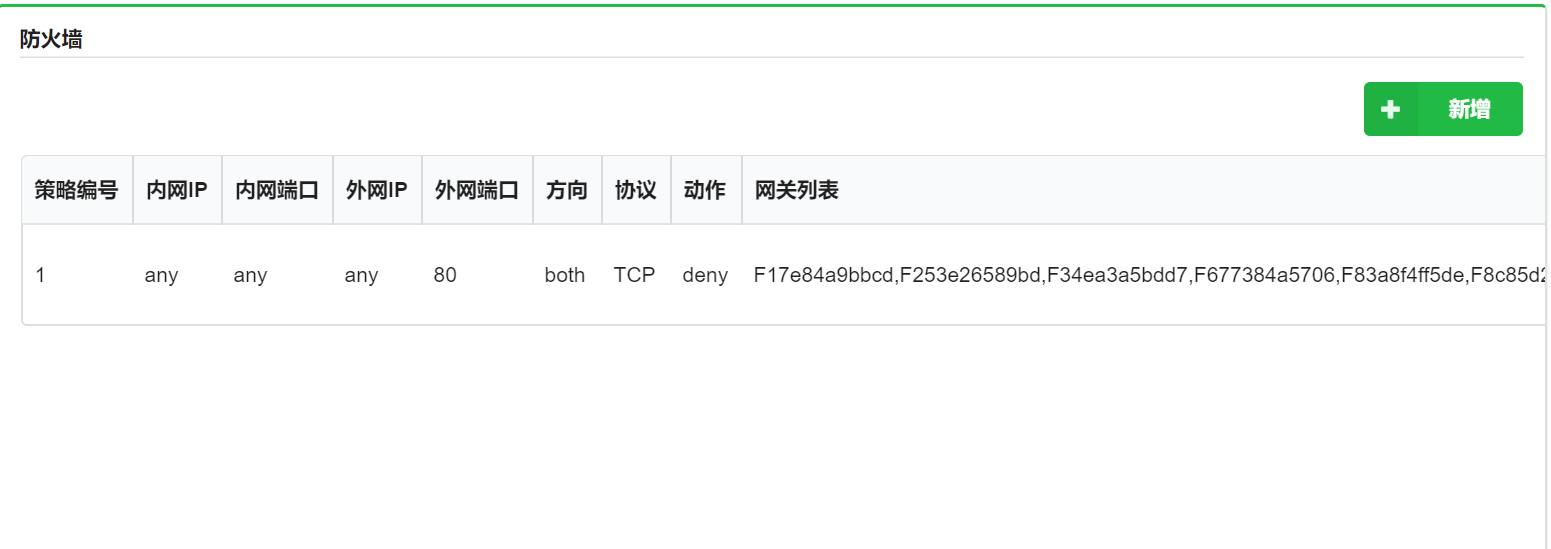 防火墙
新增
策略编号 内网IP 内网端口 外网IP 外网端口 方向 协议 动作 网关列表
1 any any any 80 both TCP deny F17e84a9bbcd,F253e26589bd,F34ea3a5bdd7,F677384a5706,F83a8f4ff5de,F8c85d2